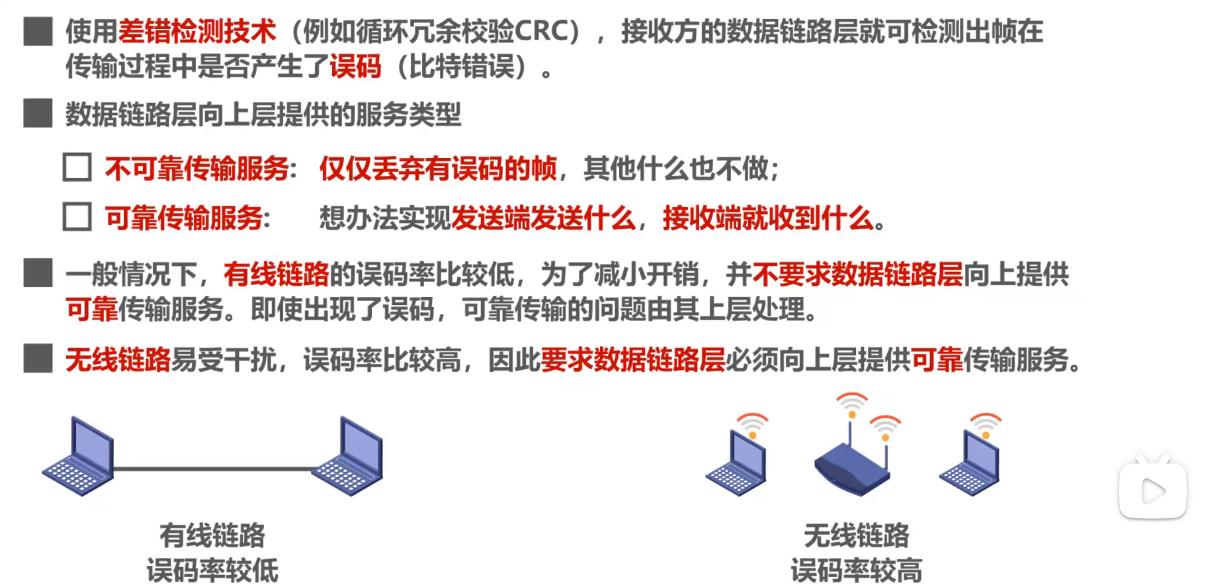 使用差错检测技术（例如循环冗余校验CRC），接收方的数据链路层就可检测出帧在
传输过程中是否产生了误码（比特错误）。
数据链路层向上层提供的服务类型
不可靠传输服务：仅仅丢弃有误码的帧，其他什么也不做；
可靠传输服务：想办法实现发送端发送什么，接收端就收到什么。
一般情况下，有线链路的误码率比较低，为了减小开销，并不要求数据链路层向上提供
可靠传输服务。即使出现了误码，可靠传输的问题由其上层处理。
无线链路易受干扰，误码率比较高，因此要求数据链路层必须向上层提供可靠传输服务。
有线链路
误码率较低
无线链路
误码率较高